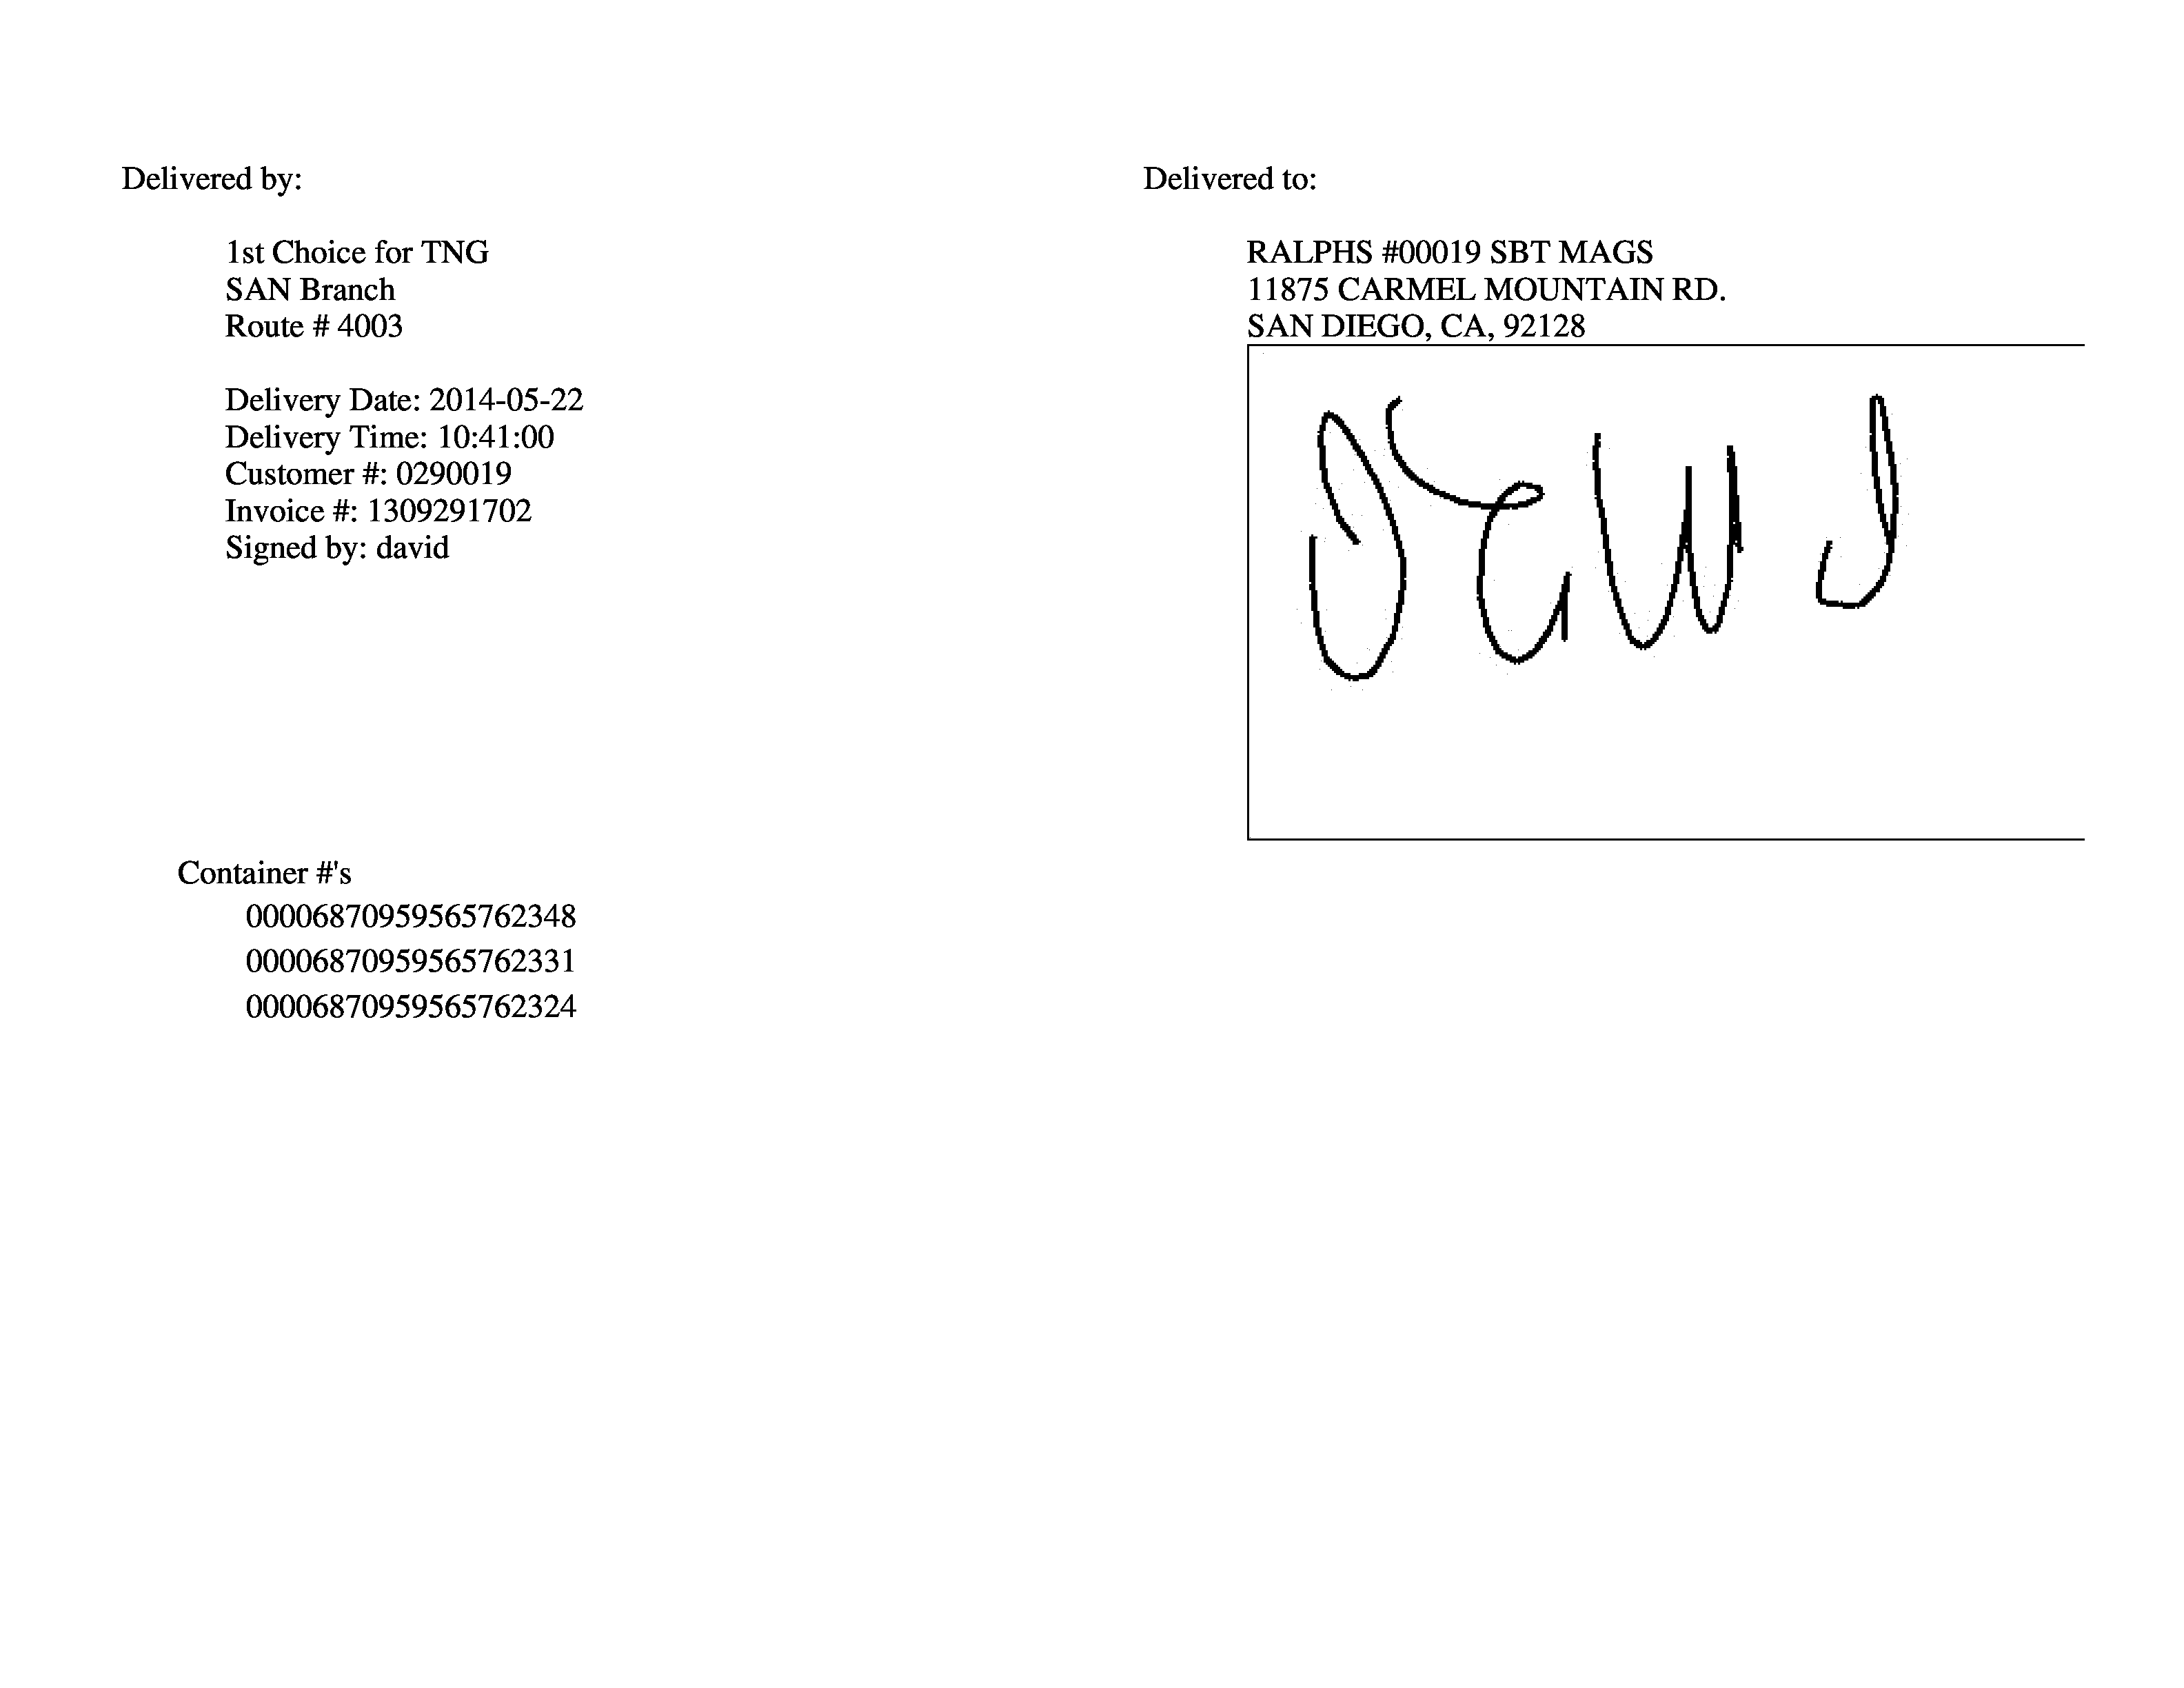 Delivered by:
1st Choice for TNG
SAN Branch
Route # 4003
Delivery Date: 2014-05-22
Delivery Time: 10:41:00
Customer #: 0290019
Invoice #: 1309291702
Signed by: david
Delivered to:
RALPHS #00019 SBT MAGS
11875 CARMEL MOUNTAIN RD.
SAN DIEGO, CA, 92128
Container #'s
00006870959565762348
00006870959565762331
00006870959565762324